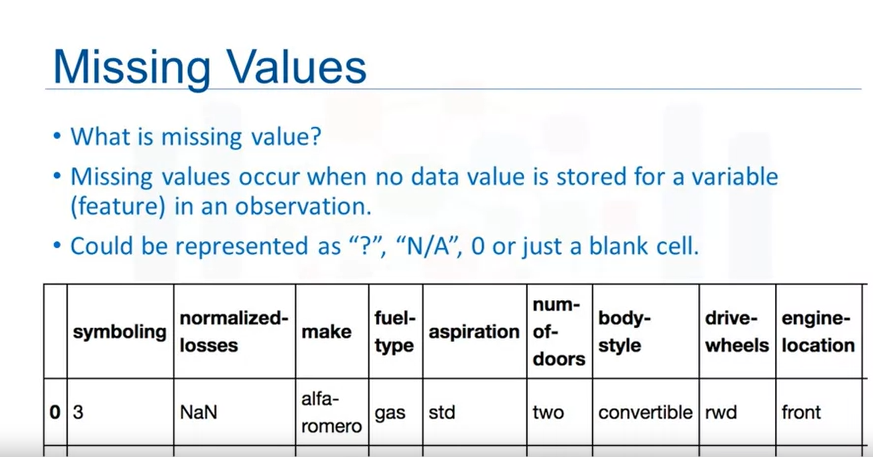 Missing Values
• What is missing value?
• Missing values occur when no data value is stored for a variable
(feature) in an observation.
• Could be represented as “?”, “N/A”, 0 or just a blank cell.
symboling normalized-losses make fuel-type aspiration num-of-doors body-style drive-wheels engine-location
0 3 NaN alfa-romero gas std two convertible rwd front